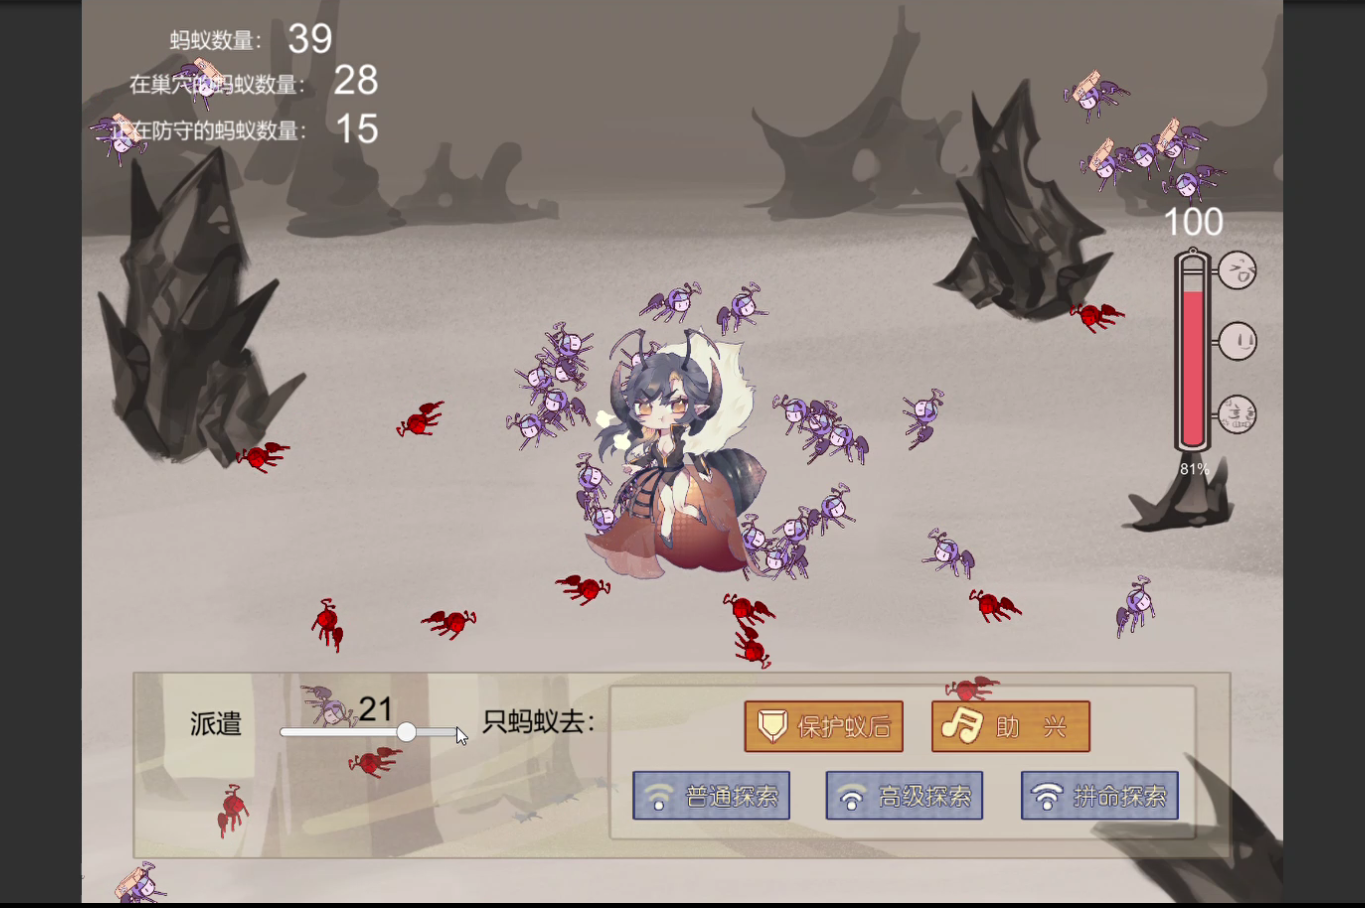 蚂蚁数量： 39
在巢穴的蚂蚁数量： 28
正在防守的蚂蚁数量： 15
100
81%
派遣 21 只蚂蚁去：
保护蚁后 助 兴
普通探索 高级探索 拼命探索